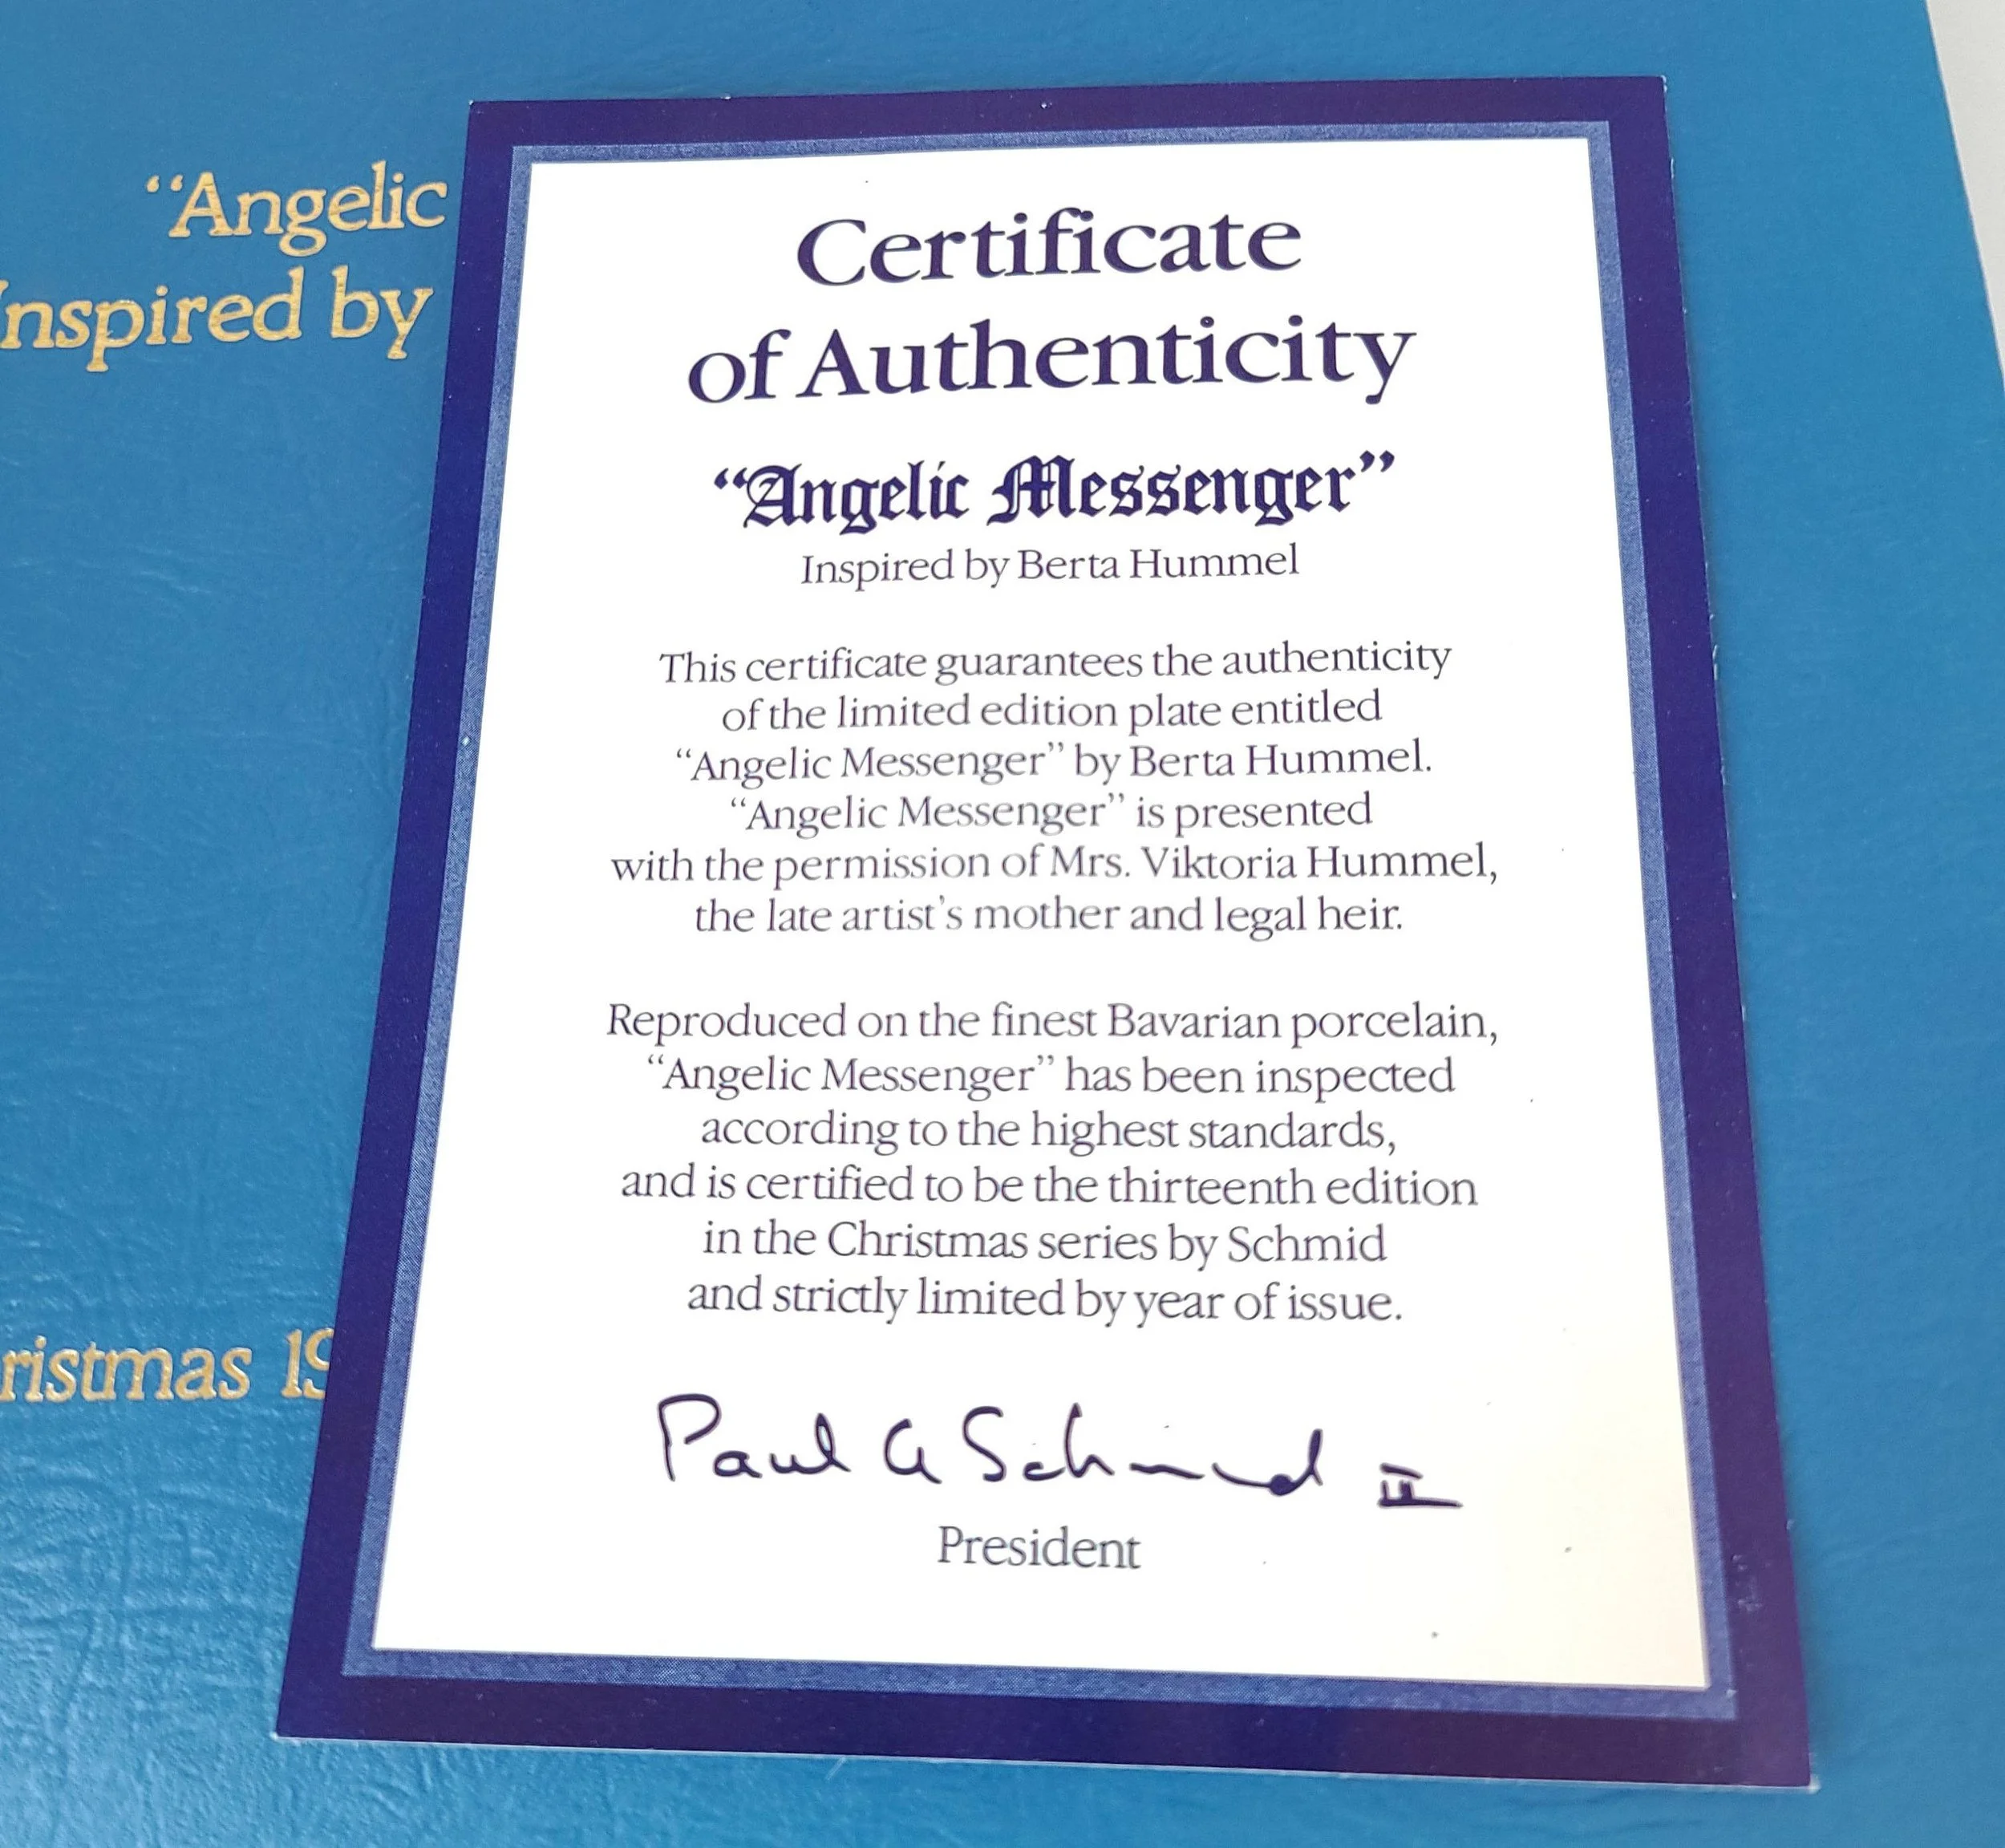 “Angelic
Inspired by
ristmas 19
Certificate
of Authenticity
“Angelic Messenger”
Inspired by Berta Hummel
This certificate guarantees the authenticity
of the limited edition plate entitled
“Angelic Messenger” by Berta Hummel.
“Angelic Messenger” is presented
with the permission of Mrs. Viktoria Hummel,
the late artist’s mother and legal heir.
Reproduced on the finest Bavarian porcelain,
“Angelic Messenger” has been inspected
according to the highest standards,
and is certified to be the thirteenth edition
in the Christmas series by Schmid
and strictly limited by year of issue.
Paul A Schmid II
President